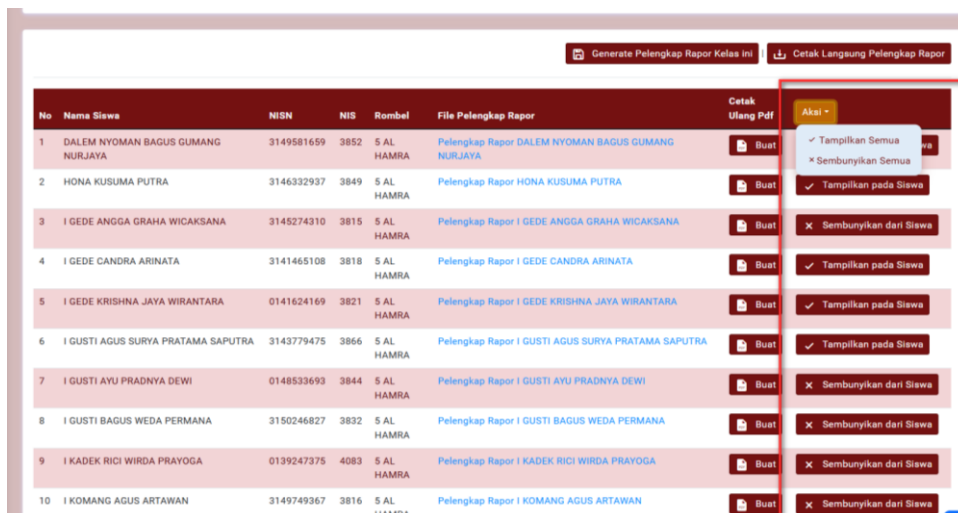 Generate Pelengkap Rapor Kelas ini | Cetak Langsung Pelengkap Rapor
No Nama Siswa NISN NIS Rombel File Pelengkap Rapor Cetak Ulang Pdf Aksi
Tampilkan Semua
Sembunyikan Semua
1 DALEM NYOMAN BAGUS GUMANG NURJAYA 3149581659 3852 5 AL HAMRA Pelengkap Rapor DALEM NYOMAN BAGUS GUMANG NURJAYA Buat wa
2 HONA KUSUMA PUTRA 3146332937 3849 5 AL HAMRA Pelengkap Rapor HONA KUSUMA PUTRA Buat Tampilkan pada Siswa
3 I GEDE ANGGA GRAHA WICAKSANA 3145274310 3815 5 AL HAMRA Pelengkap Rapor I GEDE ANGGA GRAHA WICAKSANA Buat Sembunyikan dari Siswa
4 I GEDE CANDRA ARINATA 3141465108 3818 5 AL HAMRA Pelengkap Rapor I GEDE CANDRA ARINATA Buat Tampilkan pada Siswa
5 I GEDE KRISHNA JAYA WIRANTARA 0141624169 3821 5 AL HAMRA Pelengkap Rapor I GEDE KRISHNA JAYA WIRANTARA Buat Tampilkan pada Siswa
6 I GUSTI AGUS SURYA PRATAMA SAPUTRA 3143779475 3866 5 AL HAMRA Pelengkap Rapor I GUSTI AGUS SURYA PRATAMA SAPUTRA Buat Tampilkan pada Siswa
7 I GUSTI AYU PRADNYA DEWI 0148533693 3844 5 AL HAMRA Pelengkap Rapor I GUSTI AYU PRADNYA DEWI Buat Sembunyikan dari Siswa
8 I GUSTI BAGUS WEDA PERMANA 3150246827 3832 5 AL HAMRA Pelengkap Rapor I GUSTI BAGUS WEDA PERMANA Buat Sembunyikan dari Siswa
9 I KADEK RICI WIRDA PRAYOGA 0139247375 4083 5 AL HAMRA Pelengkap Rapor I KADEK RICI WIRDA PRAYOGA Buat Sembunyikan dari Siswa
10 I KOMANG AGUS ARTAWAN 3149749367 3816 5 AL HAMRA Pelengkap Rapor I KOMANG AGUS ARTAWAN Buat Sembunyikan dari Siswa